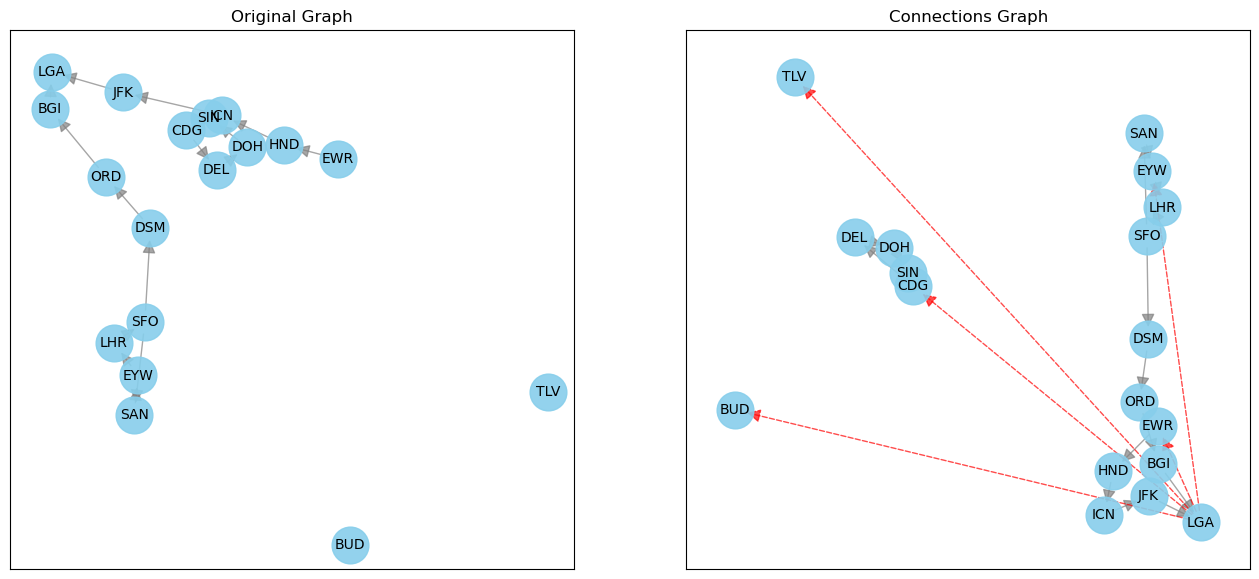 Original Graph
LGA
JFK
BGI
SIN
ICN
CDG
DOH
HND
EWR
DEL
ORD
DSM
SFO
LHR
EYW
SAN
TLV
BUD
Connections Graph
TLV
SAN
EYW
LHR
SFO
DEL
DOH
SIN
CDG
DSM
ORD
BUD
EWR
BGI
HND
JFK
ICN
LGA